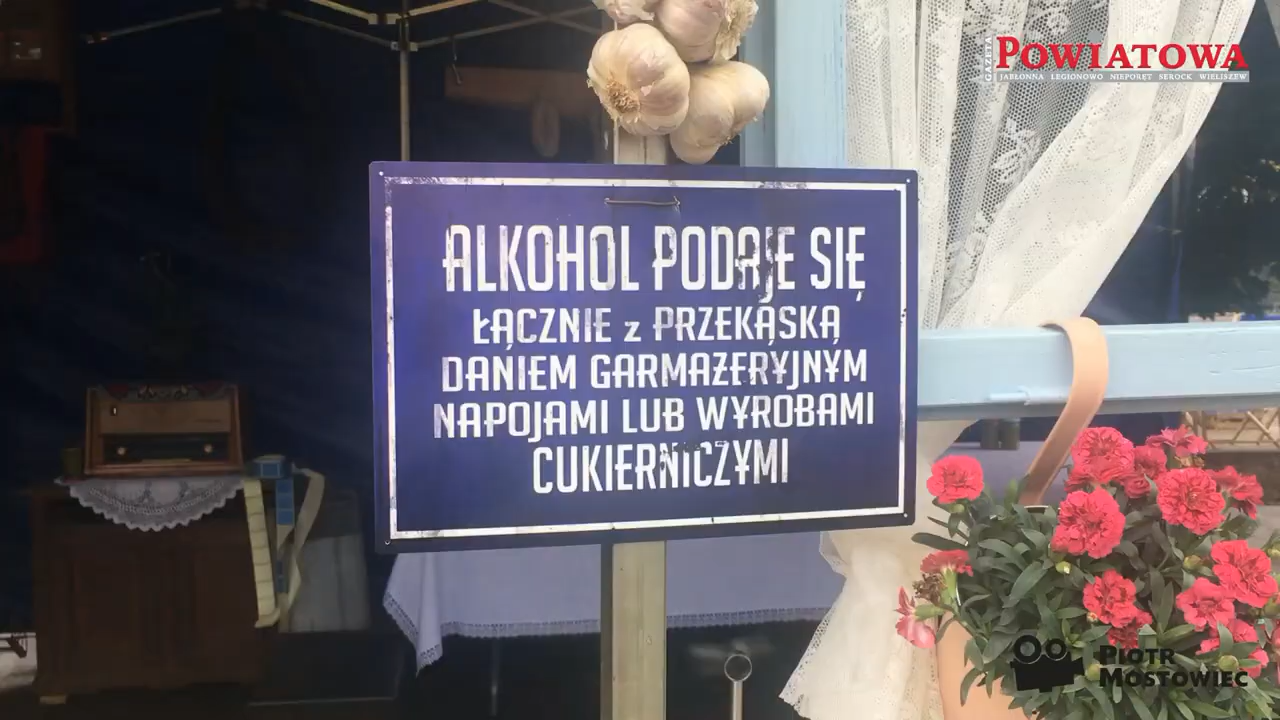 GAZETA
POWIATOWA
JABŁONNA LEGIONOWO NIEPORĘT SEROCK WIELISZEW
ALKOHOL PODAJE SIĘ
ŁĄCZNIE z PRZEKĄSKĄ
DANIEM GARMAŻERYJNYM
NAPOJAMI LUB WYROBAMI
CUKIERNICZYMI
PIOTR
MOSTOWIEC